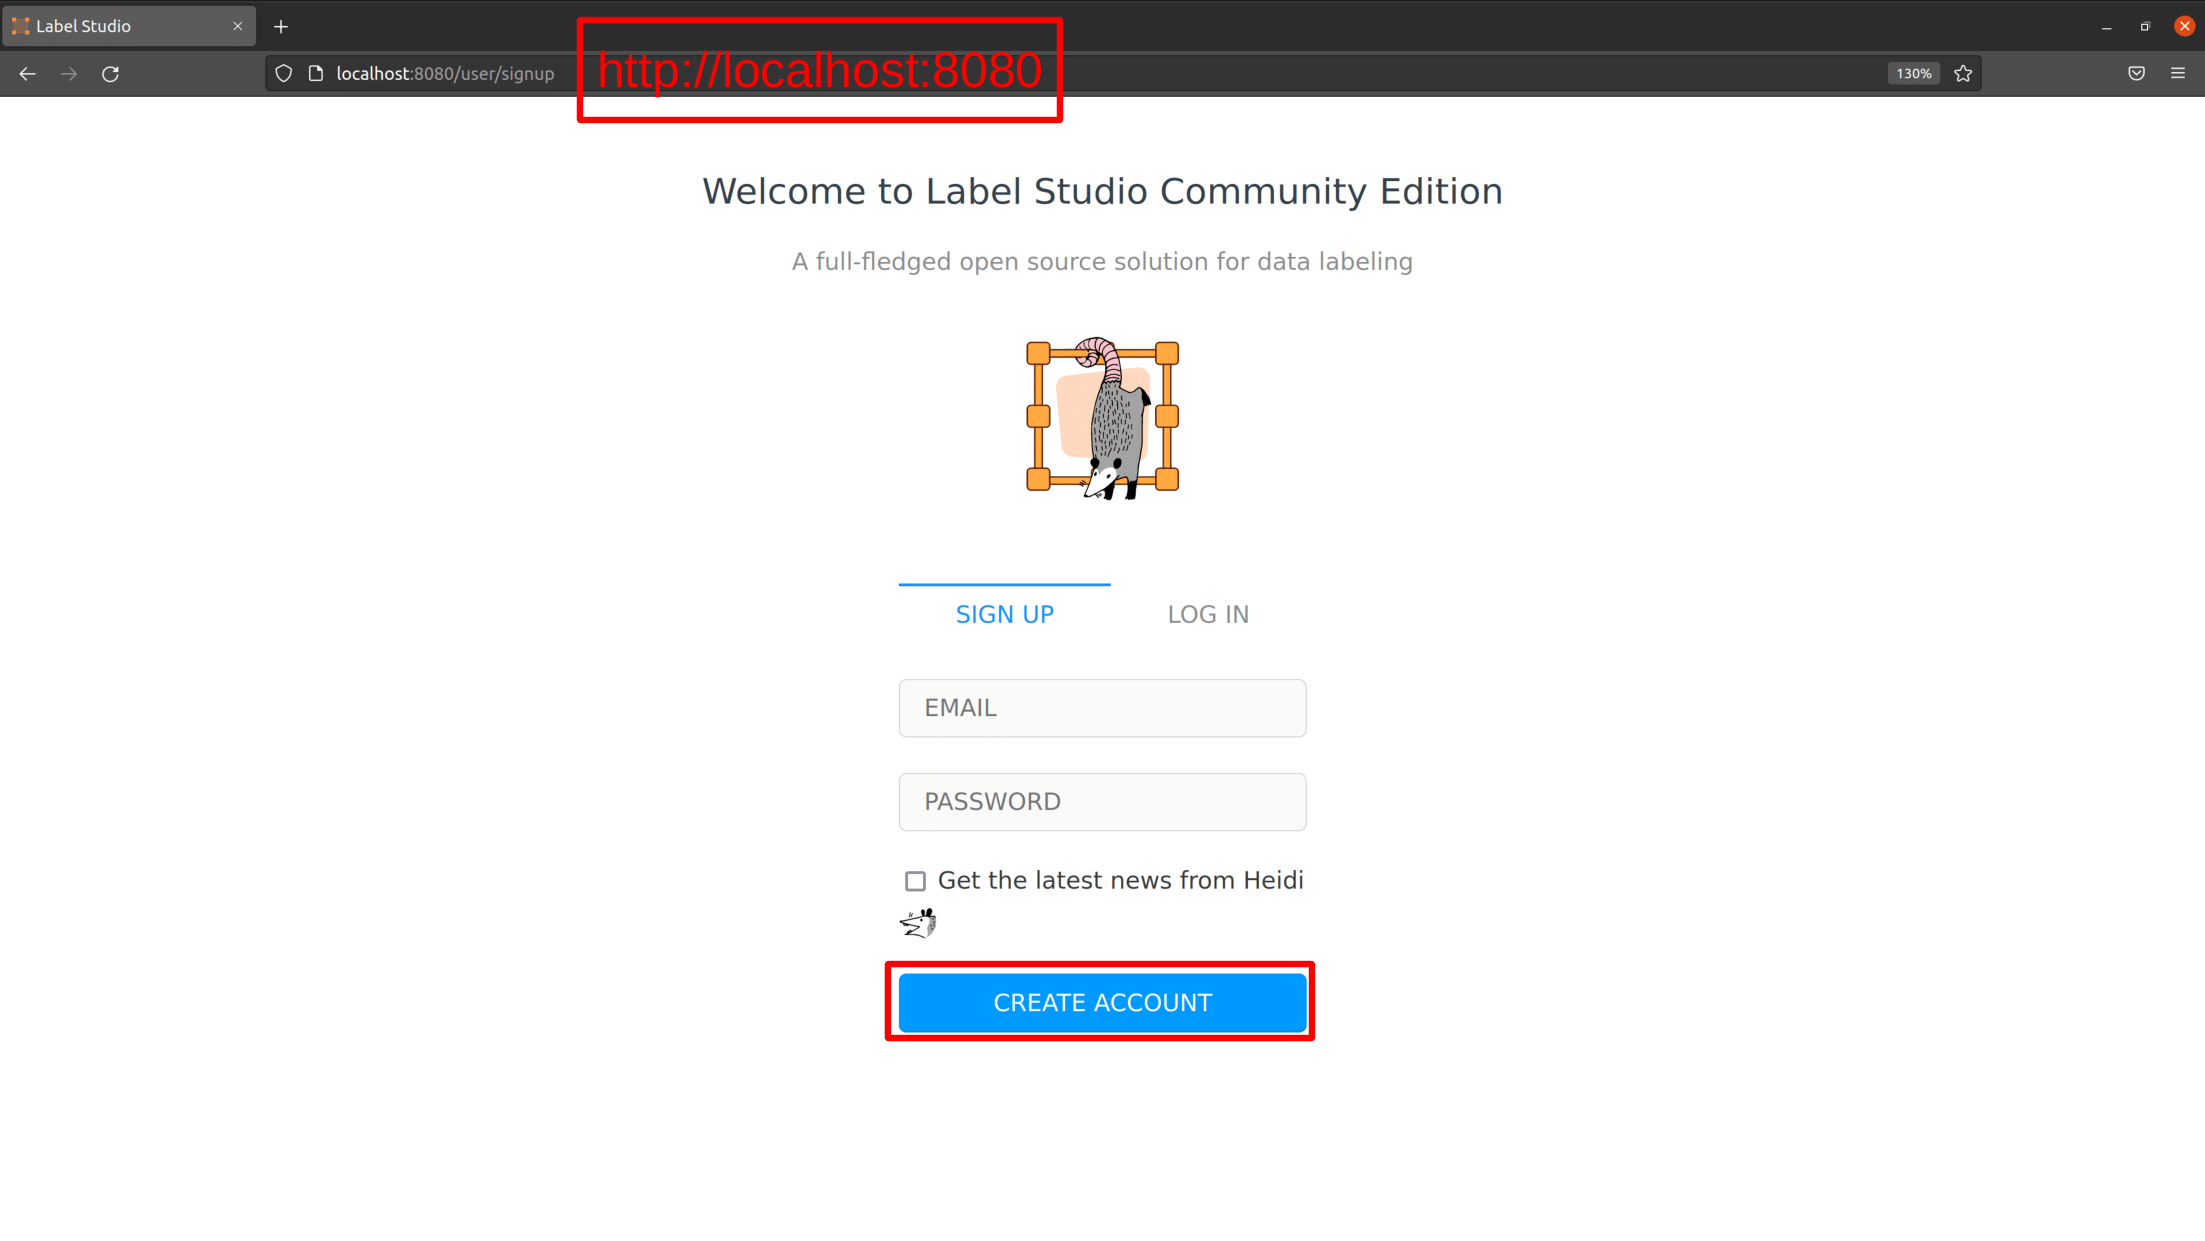 Label Studio
localhost:8080/user/signup
http://localhost:8080
130%
Welcome to Label Studio Community Edition
A full-fledged open source solution for data labeling
SIGN UP
LOG IN
EMAIL
PASSWORD
Get the latest news from Heidi
CREATE ACCOUNT